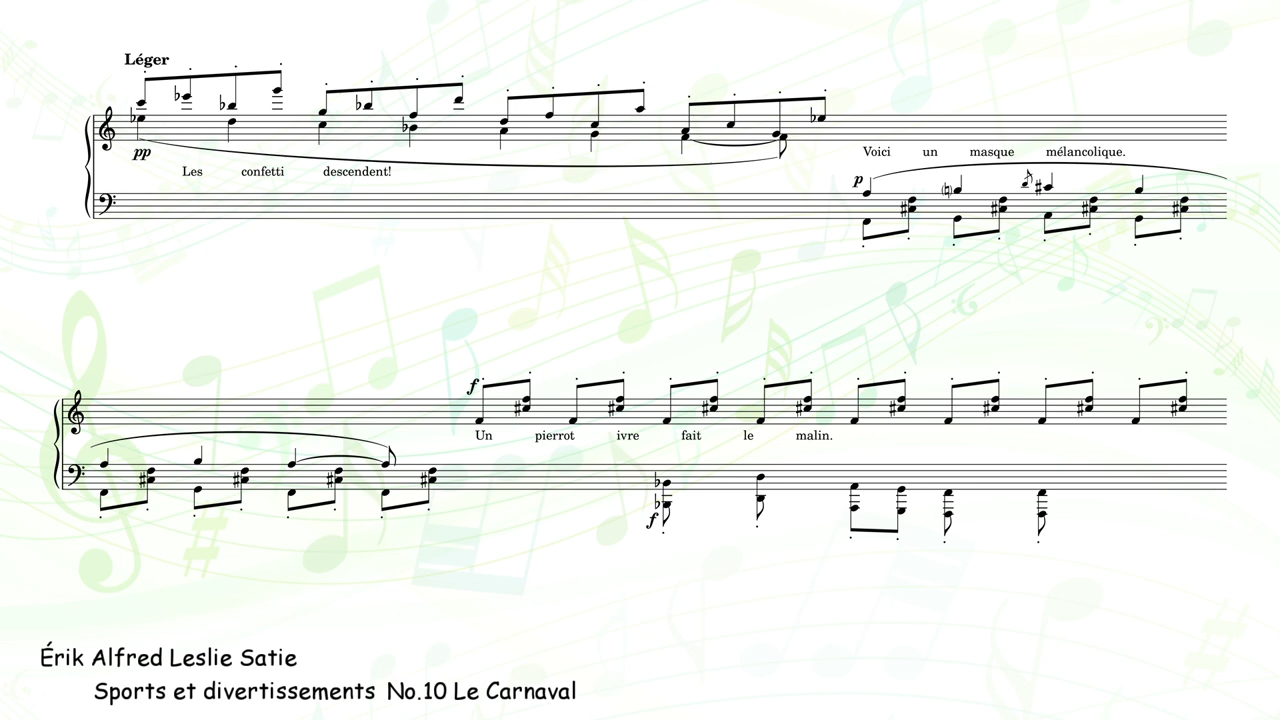 Léger
pp
Les confetti descendent!
Voici un masque mélancolique.
p
f
Un pierrot ivre fait le malin.
f
Érik Alfred Leslie Satie
Sports et divertissements No.10 Le Carnaval